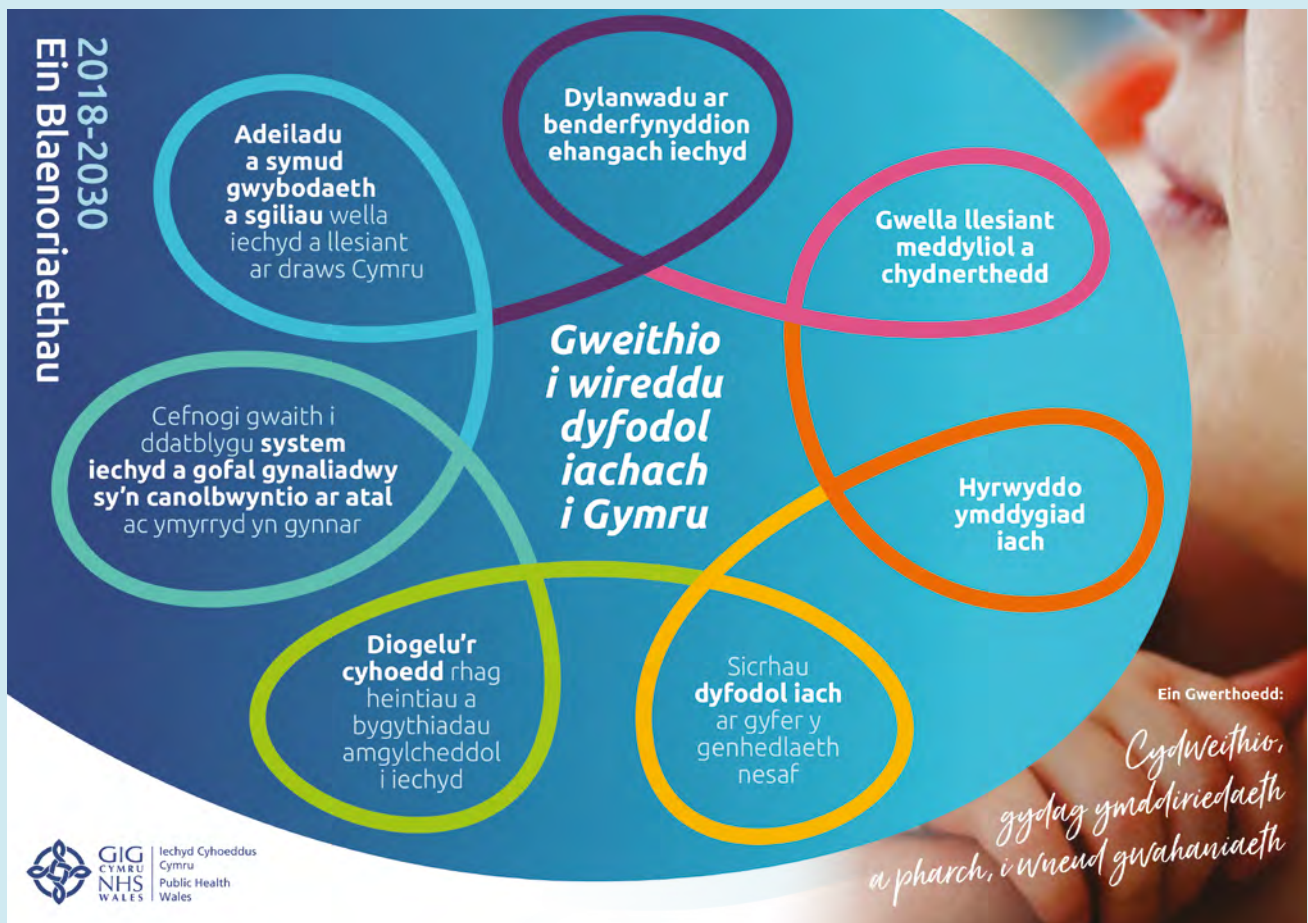 2018-2030
Ein Blaenoriaethau
Dylanwadu ar
benderfynyddion
ehangach iechyd
Gwella llesiant
meddyliol a
chydnerthedd
Hyrwyddo
ymddygiad
iach
Sicrhau
dyfodol iach
ar gyfer y
genhedlaeth
nesaf
Diogelu'r
cyhoedd rhag
heintiau a
bygythiadau
amgylcheddol
i iechyd
Cefnogi gwaith i
ddatblygu system
iechyd a gofal gynaliadwy
sy'n canolbwyntio ar atal
ac ymyrryd yn gynnar
Adeiladu
a symud
gwybodaeth
a sgiliau wella
iechyd a llesiant
ar draws Cymru
Gweithio
i wireddu
dyfodol
iachach
i Gymru
Ein Gwerthoedd:
Cydweithio,
gydag ymddiriedaeth
a pharch, i wneud gwahaniaeth
GIG
CYMRU
NHS
WALES
Iechyd Cyhoeddus
Cymru
Public Health
Wales